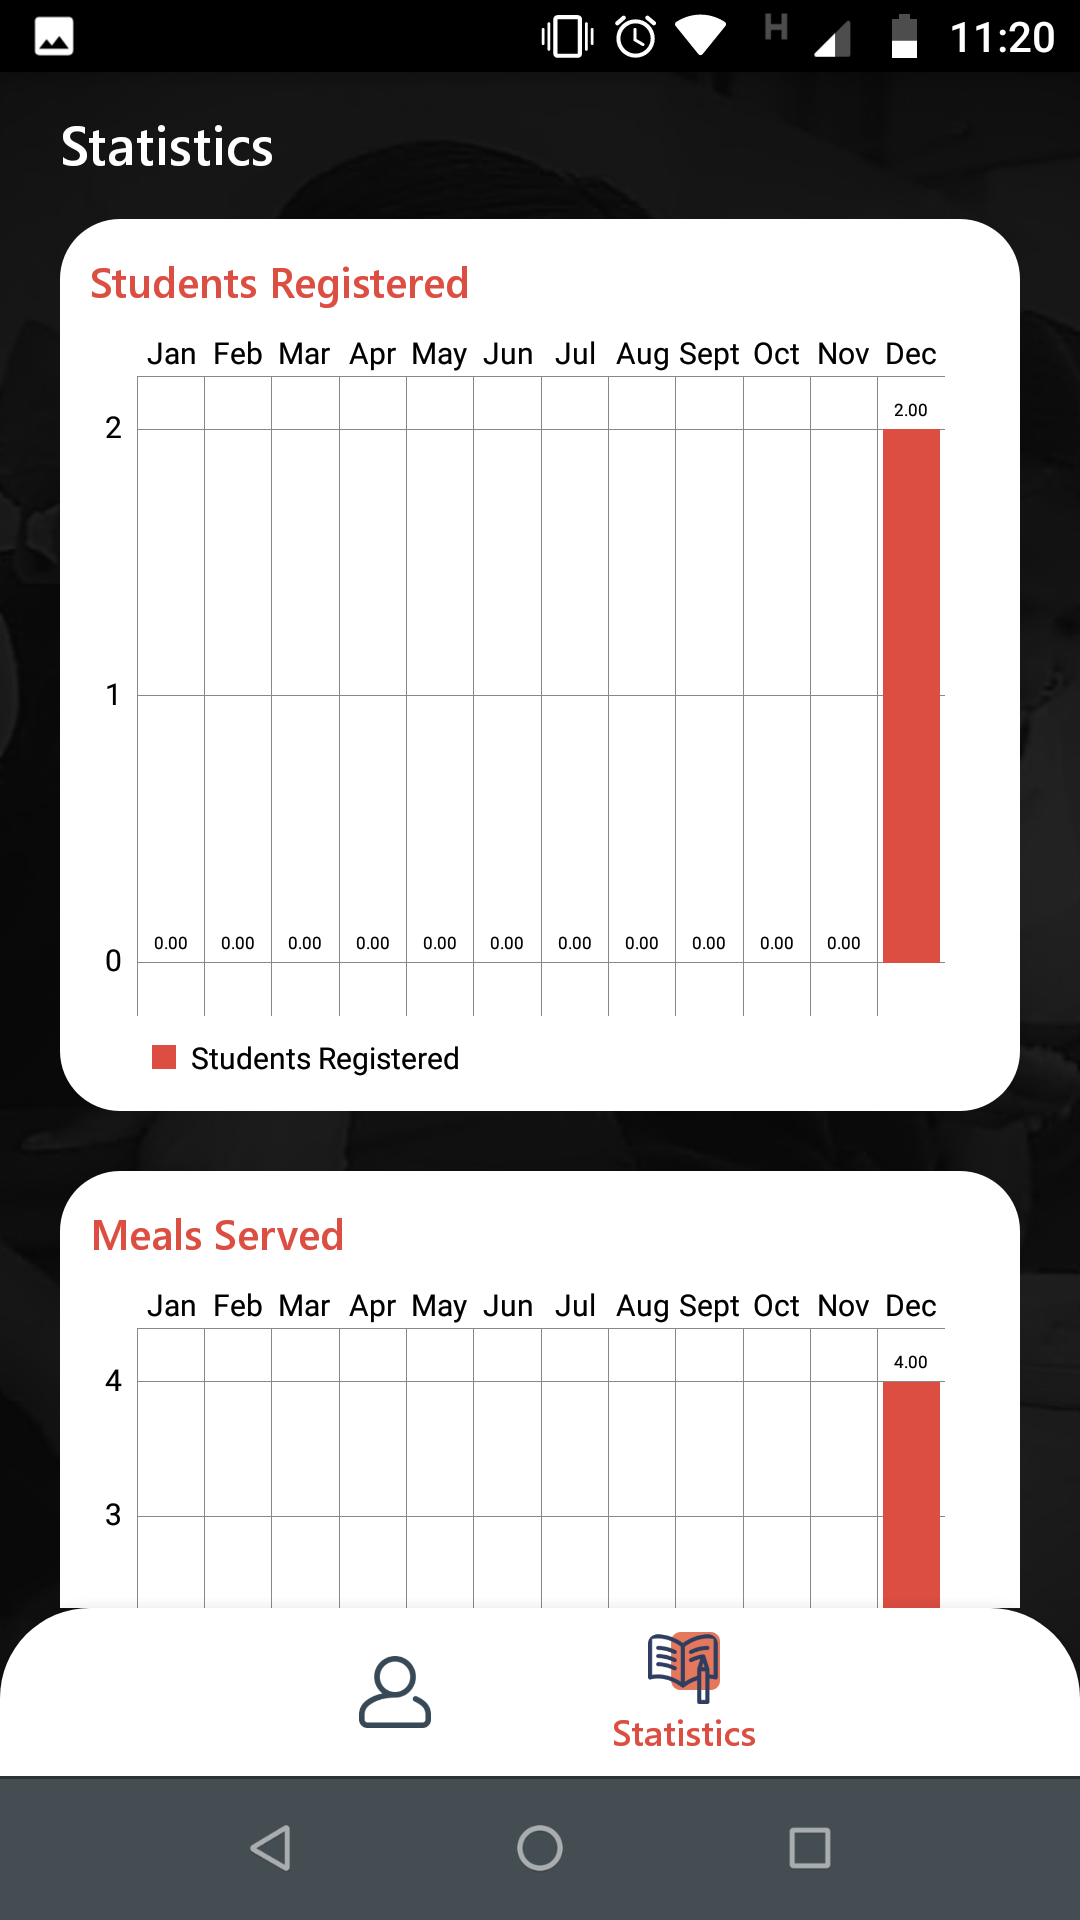 H 11:20
Statistics
Students Registered
Jan Feb Mar Apr May Jun Jul Aug Sept Oct Nov Dec
2.00
2
1
0.00 0.00 0.00 0.00 0.00 0.00 0.00 0.00 0.00 0.00 0.00
0
Students Registered
Meals Served
Jan Feb Mar Apr May Jun Jul Aug Sept Oct Nov Dec
4.00
4
3
Statistics